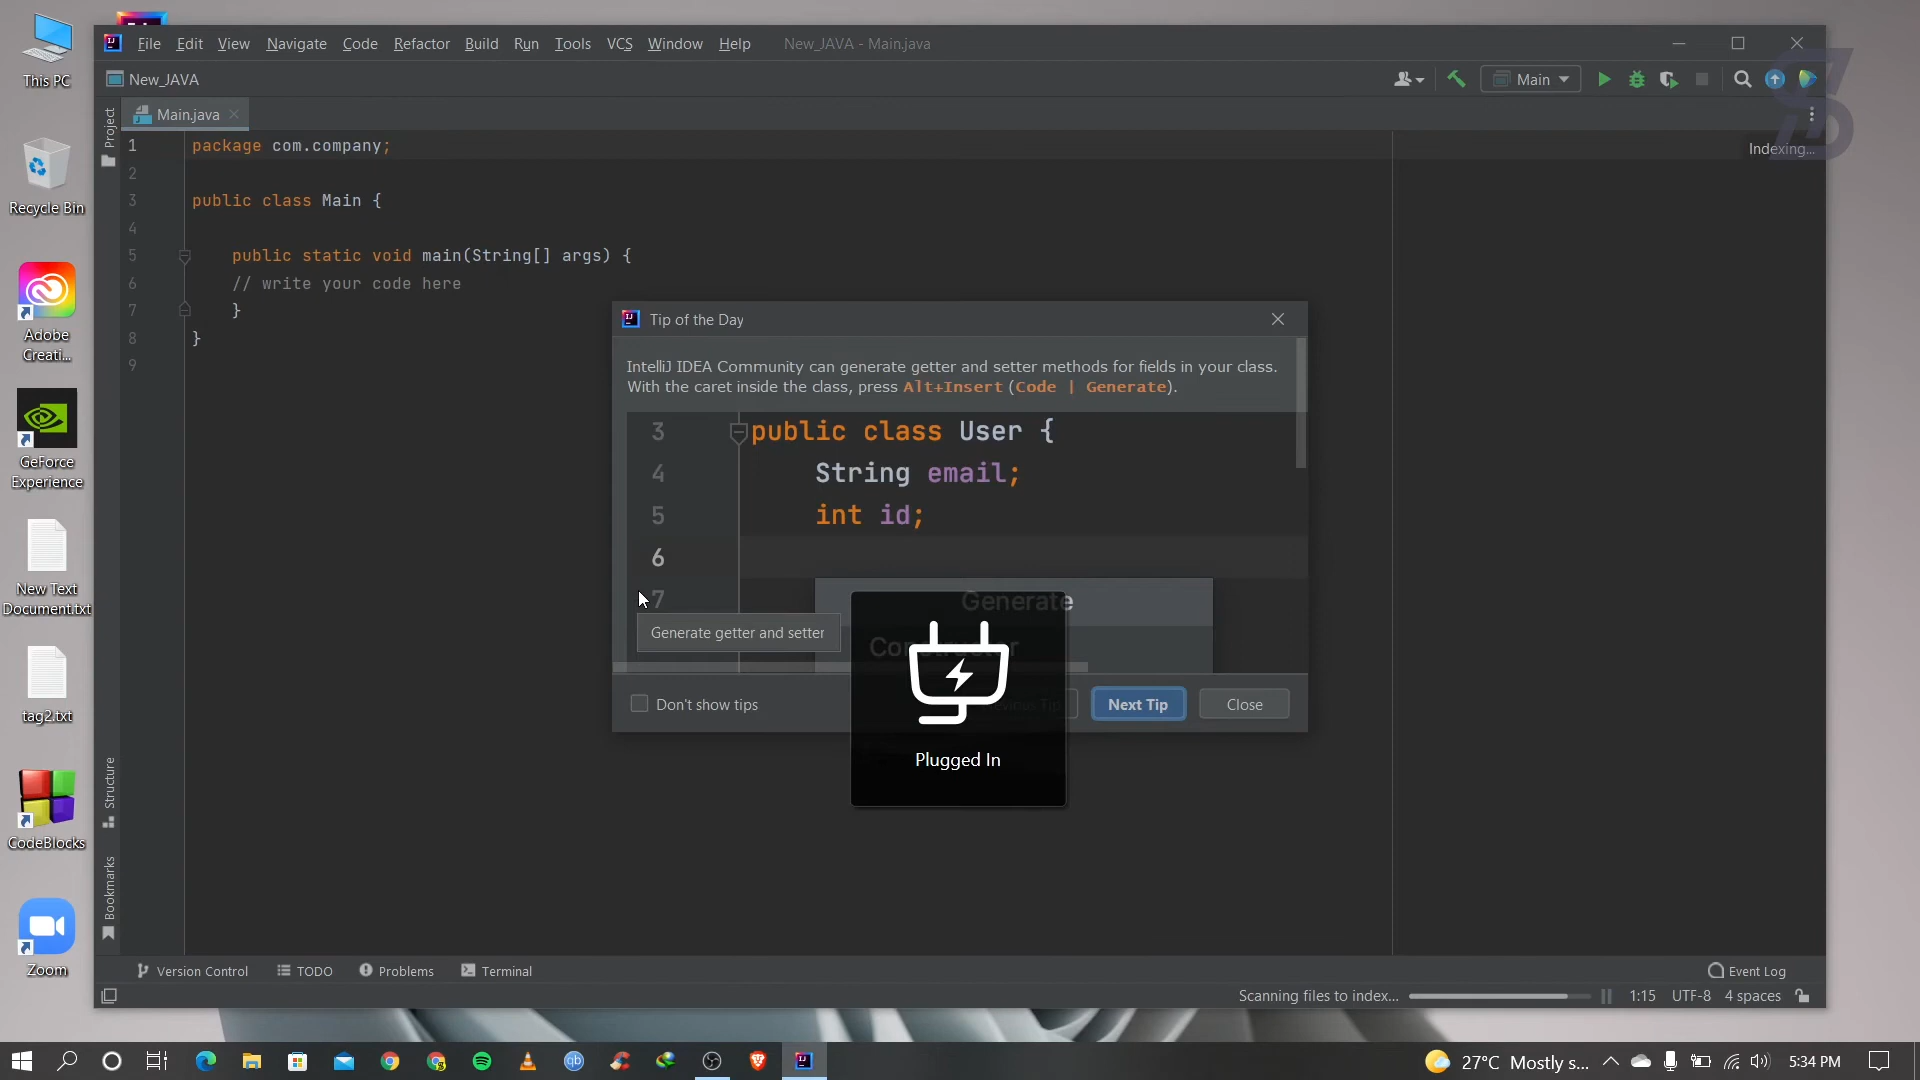 This PC
Recycle Bin
Adobe
Creati...
GeForce
Experience
New Text
Document.txt
tag2.txt
CodeBlocks
Zoom
File Edit View Navigate Code Refactor Build Run Tools VCS Window Help New_JAVA - Main.java
New_JAVA
Main
Project
Main.java
Indexing...
1 package com.company;
2
3 public class Main {
4
5 public static void main(String[] args) {
6 // write your code here
7 }
8 }
9
Tip of the Day
IntelliJ IDEA Community can generate getter and setter methods for fields in your class.
With the caret inside the class, press Alt+Insert (Code | Generate).
3 public class User {
4 String email;
5 int id;
6
7
Generate
Constructor
Generate getter and setter
Don't show tips
Previous Tip
Next Tip
Close
Plugged In
Structure
Bookmarks
Version Control
TODO
Problems
Terminal
Event Log
Scanning files to index...
1:15 UTF-8 4 spaces
27°C Mostly s...
5:34 PM